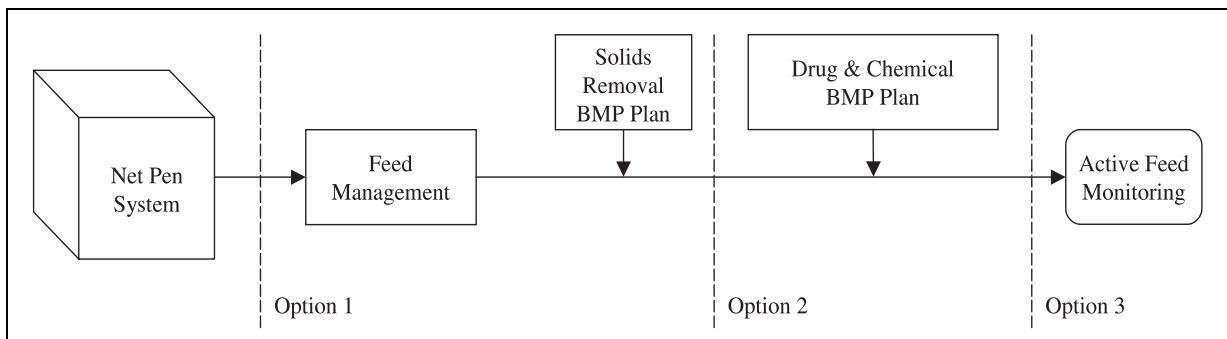 Net Pen
System
Feed
Management
Solids
Removal
BMP Plan
Drug & Chemical
BMP Plan
Active Feed
Monitoring
Option 1
Option 2
Option 3